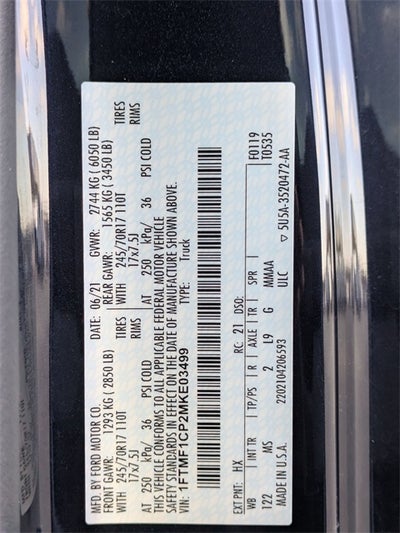 MFD. BY FORD MOTOR CO.
DATE: 06/21 GVWR: 2744 KG ( 6050 LB)
FRONT GAWR: 1293 KG ( 2850 LB)
REAR GAWR: 1565 KG ( 3450 LB)
WITH 245/70R17 110T TIRES
17x7.5J RIMS
AT 250 kPa/ 36 PSI COLD
WITH 245/70R17 110T TIRES
17x7.5J RIMS
AT 250 kPa/ 36 PSI COLD
THIS VEHICLE CONFORMS TO ALL APPLICABLE FEDERAL MOTOR VEHICLE
SAFETY STANDARDS IN EFFECT ON THE DATE OF MANUFACTURE SHOWN ABOVE.
VIN: 1FTMF1CP2MKE03499
TYPE: Truck
F0119
T0535
EXT PNT: HX RC: 21 DSO:
WB INT TR TP/PS R AXLE TR SPR
122 MS 2 L9 G MMAA
ULC
MADE IN U.S.A. 2202104206593
▽ 5U5A-3520472-AA